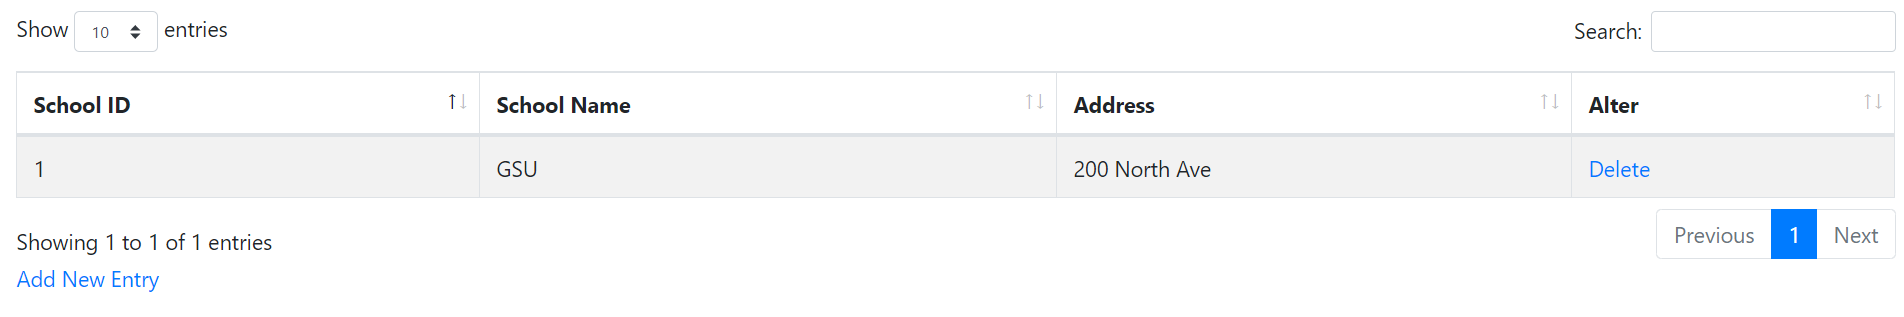 Show 10 entries Search:
School ID School Name Address Alter
1 GSU 200 North Ave Delete
Showing 1 to 1 of 1 entries Previous 1 Next
Add New Entry